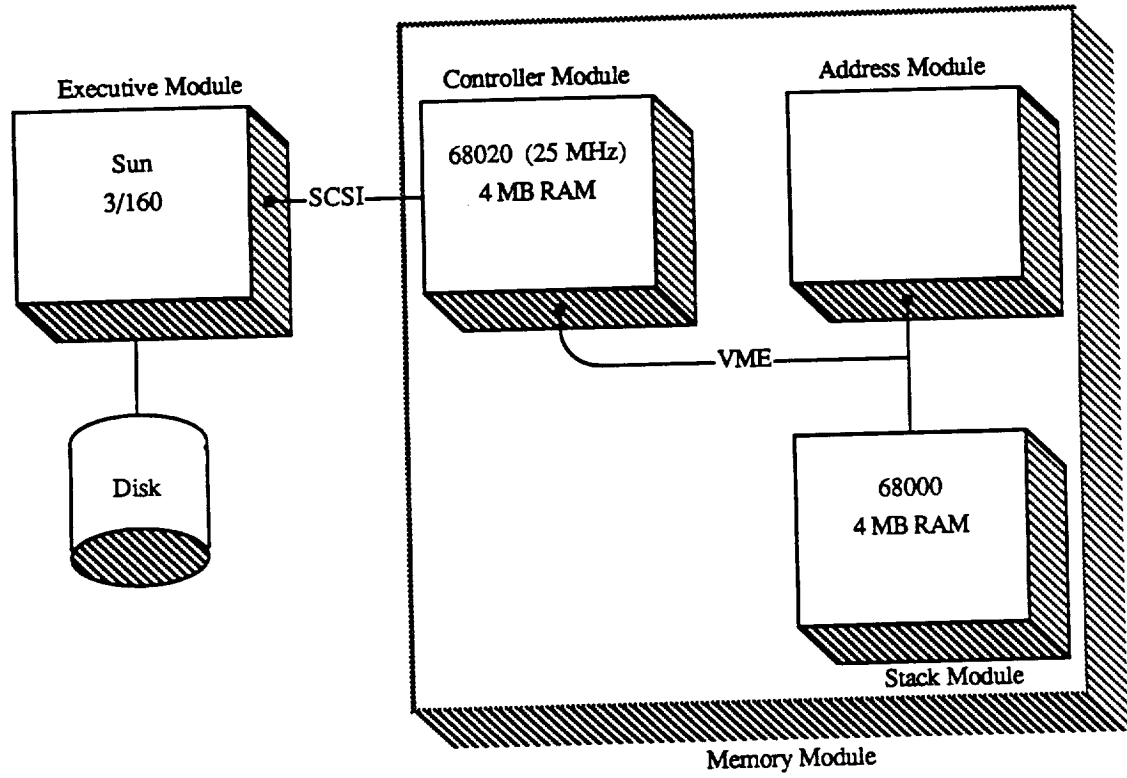 Executive Module
Sun
3/160
SCSI
Disk
Controller Module
68020 (25 MHz)
4 MB RAM
Address Module
VME
68000
4 MB RAM
Stack Module
Memory Module